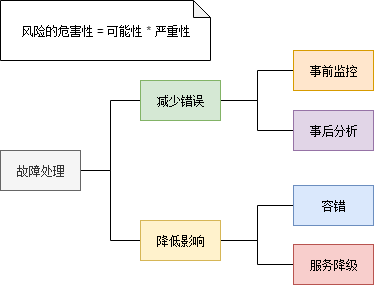 风险的危害性 = 可能性 * 严重性
事前监控
减少错误
事后分析
故障处理
容错
降低影响
服务降级